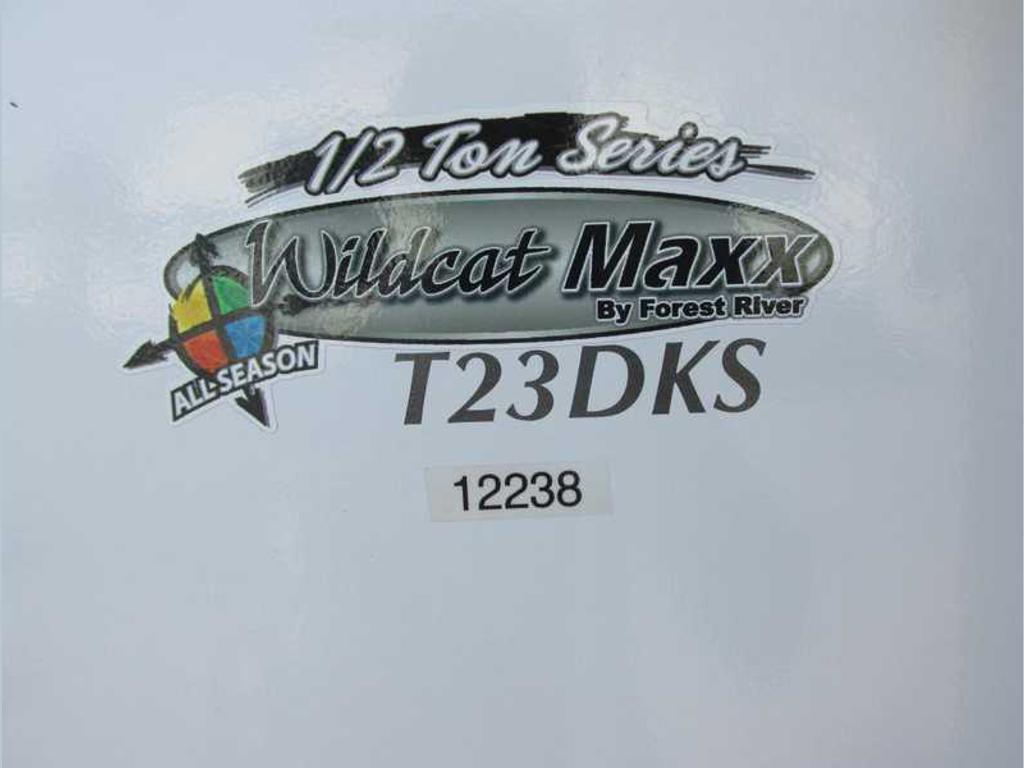 1/2 Ton Series
Wildcat Maxx
By Forest River
ALL-SEASON
T23DKS
12238